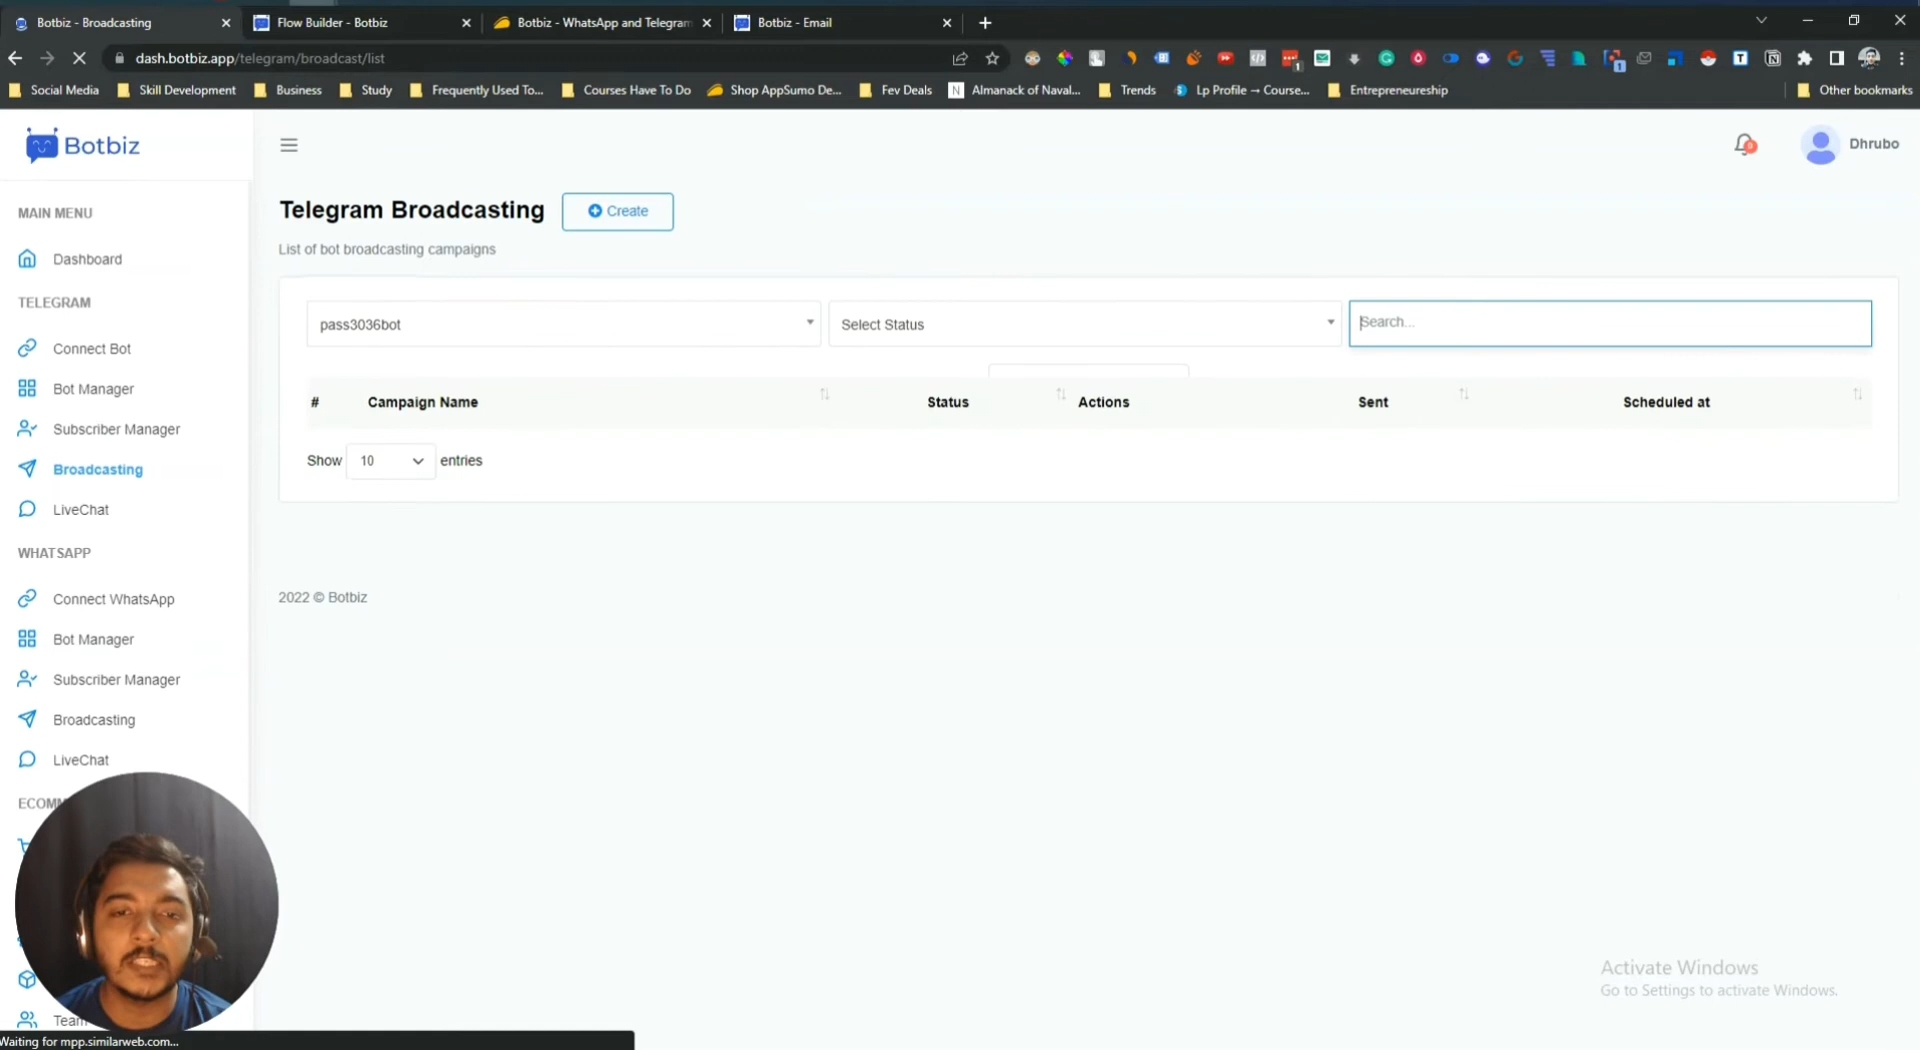 Botbiz - Broadcasting
Flow Builder - Botbiz
Botbiz - WhatsApp and Telegram
Botbiz - Email
dash.botbiz.app/telegram/broadcast/list
Social Media
Skill Development
Business
Study
Frequently Used To...
Courses Have To Do
Shop AppSumo De...
Fev Deals
Almanack of Naval...
Trends
Lp Profile → Course...
Entrepreneureship
Other bookmarks
Botbiz
Dhrubo
MAIN MENU
Dashboard
TELEGRAM
Connect Bot
Bot Manager
Subscriber Manager
Broadcasting
LiveChat
WHATSAPP
Connect WhatsApp
Bot Manager
Subscriber Manager
Broadcasting
LiveChat
ECOMM
Team
Telegram Broadcasting
Create
List of bot broadcasting campaigns
pass3036bot
Select Status
Search...
# Campaign Name Status Actions Sent Scheduled at
Show 10 entries
2022 © Botbiz
Activate Windows
Go to Settings to activate Windows.
Waiting for mpp.similarweb.com...